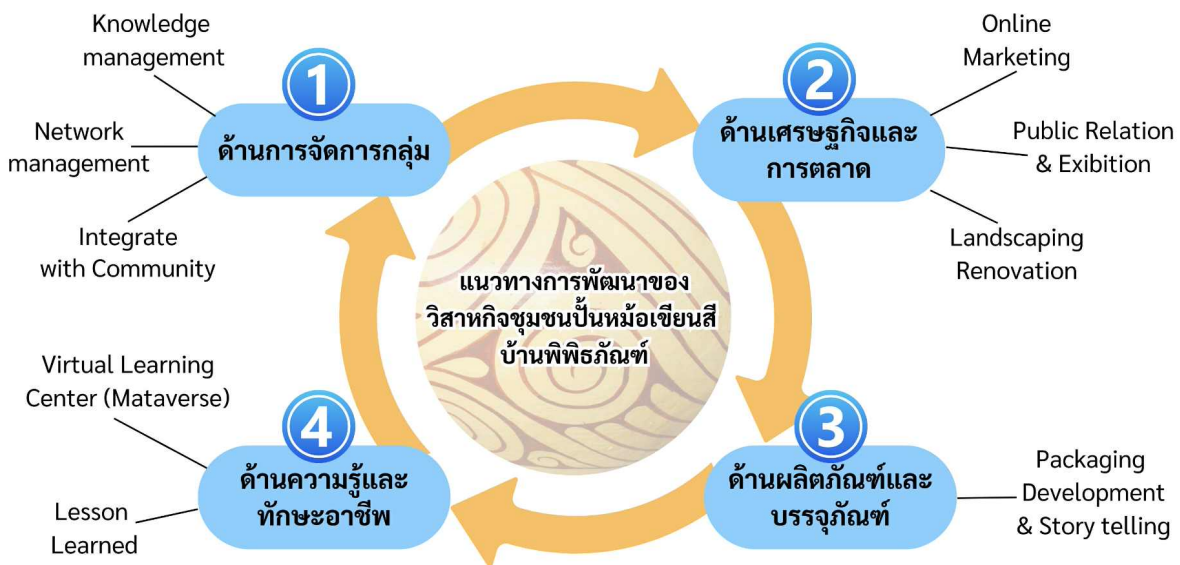 Knowledge
management
Network
management
Integrate
with Community
1
ด้านการจัดการกลุ่ม
2
ด้านเศรษฐกิจและ
การตลาด
Online
Marketing
Public Relation
& Exibition
Landscaping
Renovation
แนวทางการพัฒนาของ
วิสาหกิจชุมชนปั้นหม้อเขียนสี
บ้านพิพิธภัณฑ์
3
ด้านผลิตภัณฑ์และ
บรรจุภัณฑ์
Packaging
Development
& Story telling
4
ด้านความรู้และ
ทักษะอาชีพ
Virtual Learning
Center (Mataverse)
Lesson
Learned